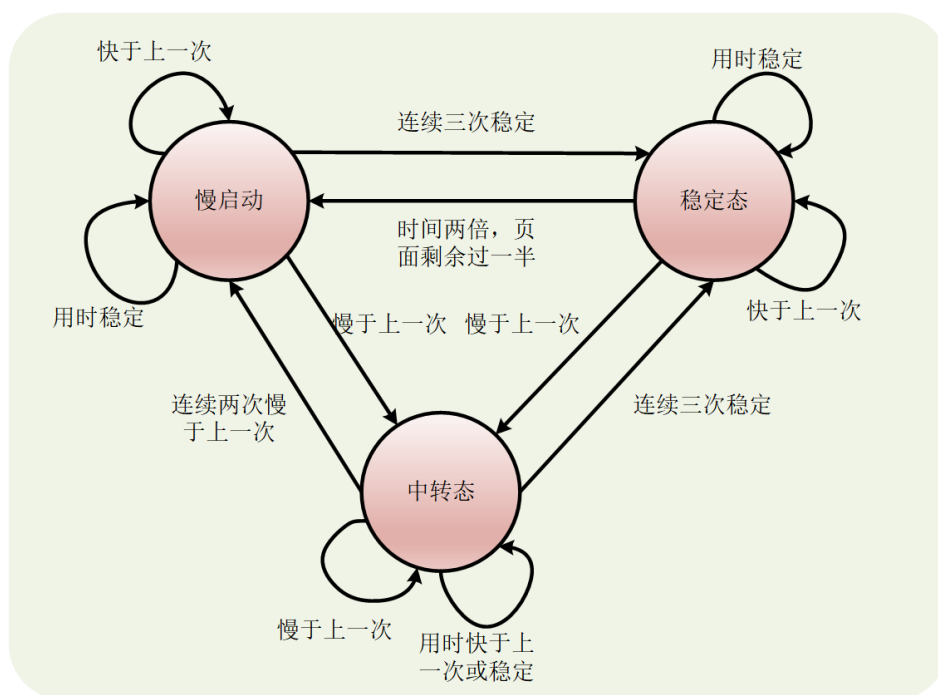 快于上一次
用时稳定
连续三次稳定
慢启动
稳定态
时间两倍，页
面剩余过一半
用时稳定
快于上一次
慢于上一次
慢于上一次
连续两次慢
于上一次
连续三次稳定
中转态
慢于上一次
用时快于上
一次或稳定